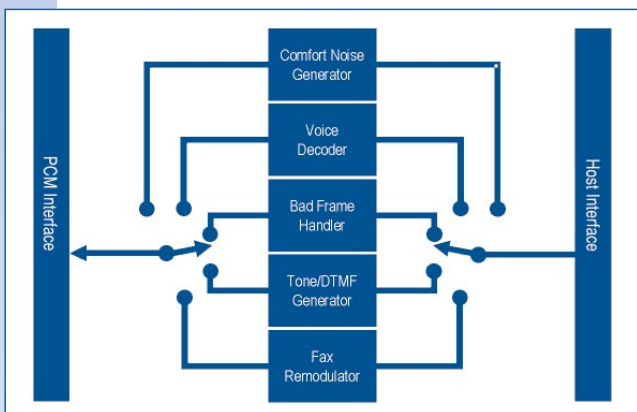 PCM Interface
Comfort Noise
Generator
Voice
Decoder
Bad Frame
Handler
Tone/DTMF
Generator
Fax
Remodulator
Host Interface